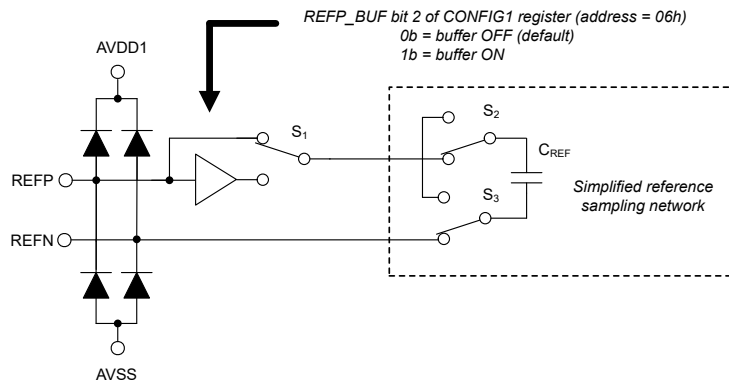 REFP_BUF bit 2 of CONFIG1 register (address = 06h)
0b = buffer OFF (default)
1b = buffer ON
AVDD1
S1
S2
CREF
REFP
S3
Simplified reference
sampling network
REFN
AVSS